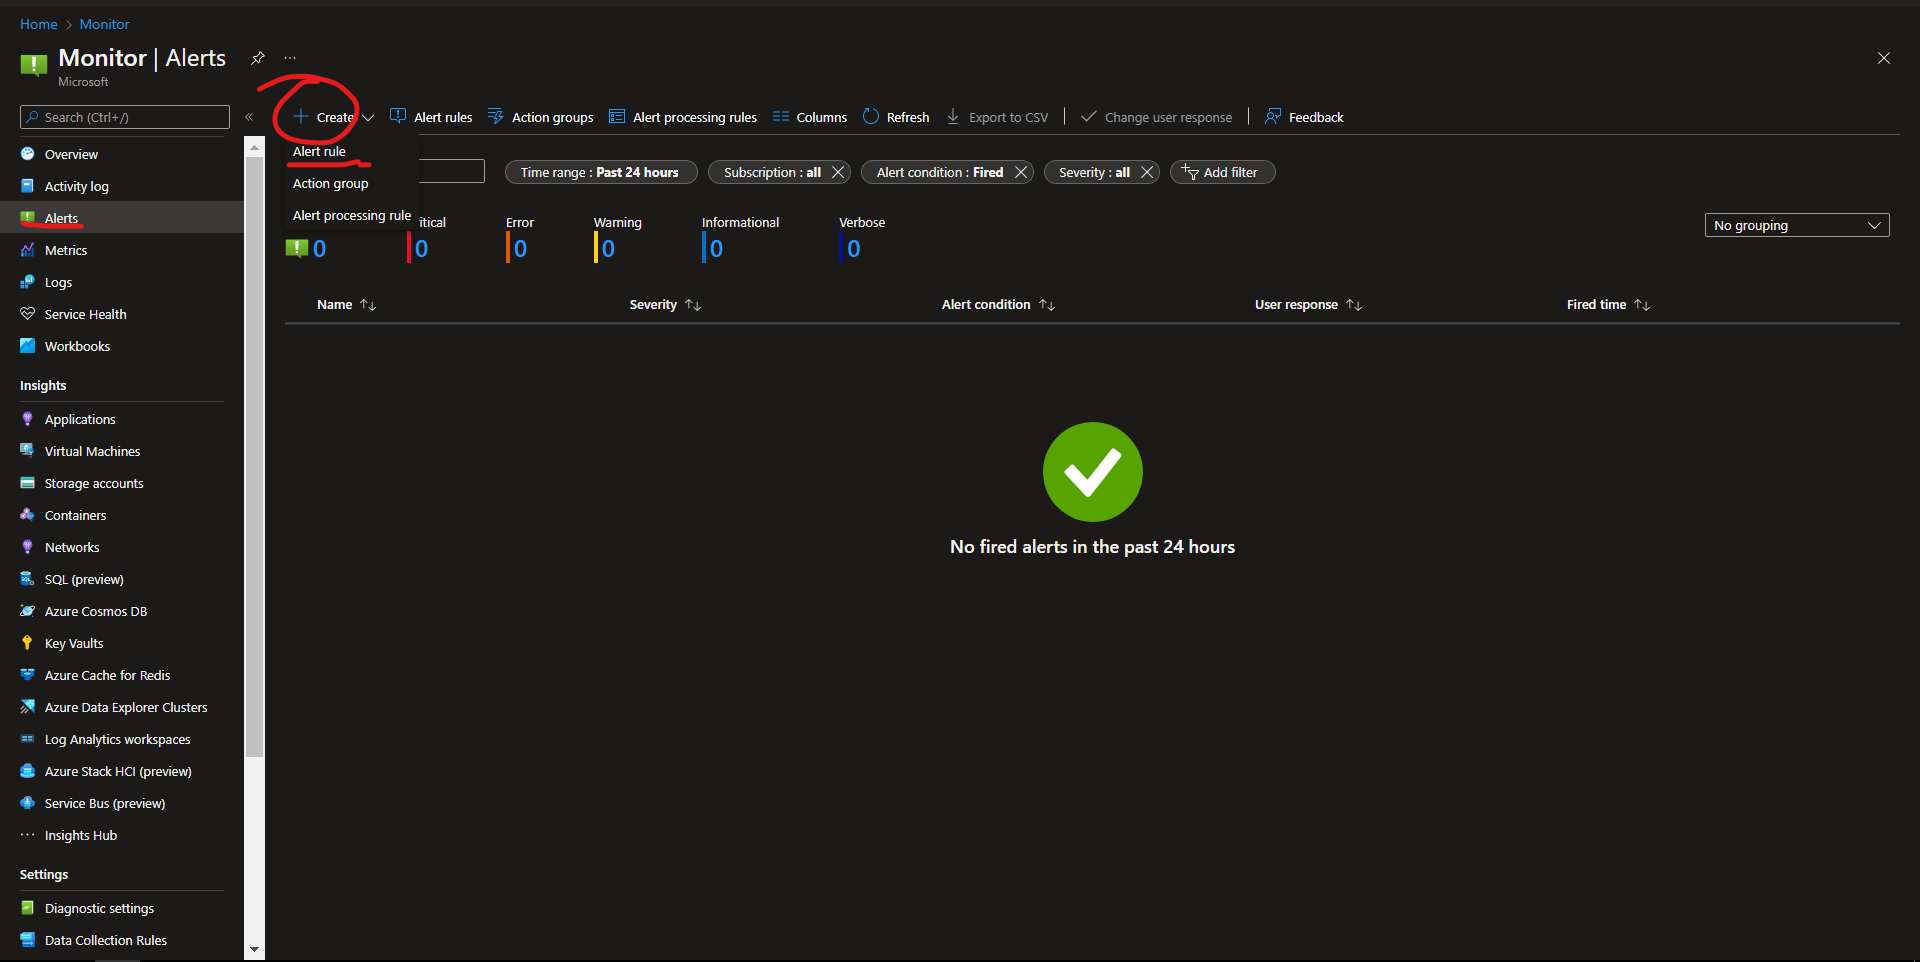 Home > Monitor
Monitor | Alerts
Microsoft
Search (Ctrl+/)
Overview
Activity log
Alerts
Metrics
Logs
Service Health
Workbooks
Insights
Applications
Virtual Machines
Storage accounts
Containers
Networks
SQL (preview)
Azure Cosmos DB
Key Vaults
Azure Cache for Redis
Azure Data Explorer Clusters
Log Analytics workspaces
Azure Stack HCI (preview)
Service Bus (preview)
Insights Hub
Settings
Diagnostic settings
Data Collection Rules
Create Alert rules Action groups Alert processing rules Columns Refresh Export to CSV Change user response Feedback
Alert rule
Action group
Alert processing rule
Time range : Past 24 hours Subscription : all Alert condition : Fired Severity : all Add filter
itical Error Warning Informational Verbose
0 0 0 0 0 0
No grouping
Name Severity Alert condition User response Fired time
No fired alerts in the past 24 hours